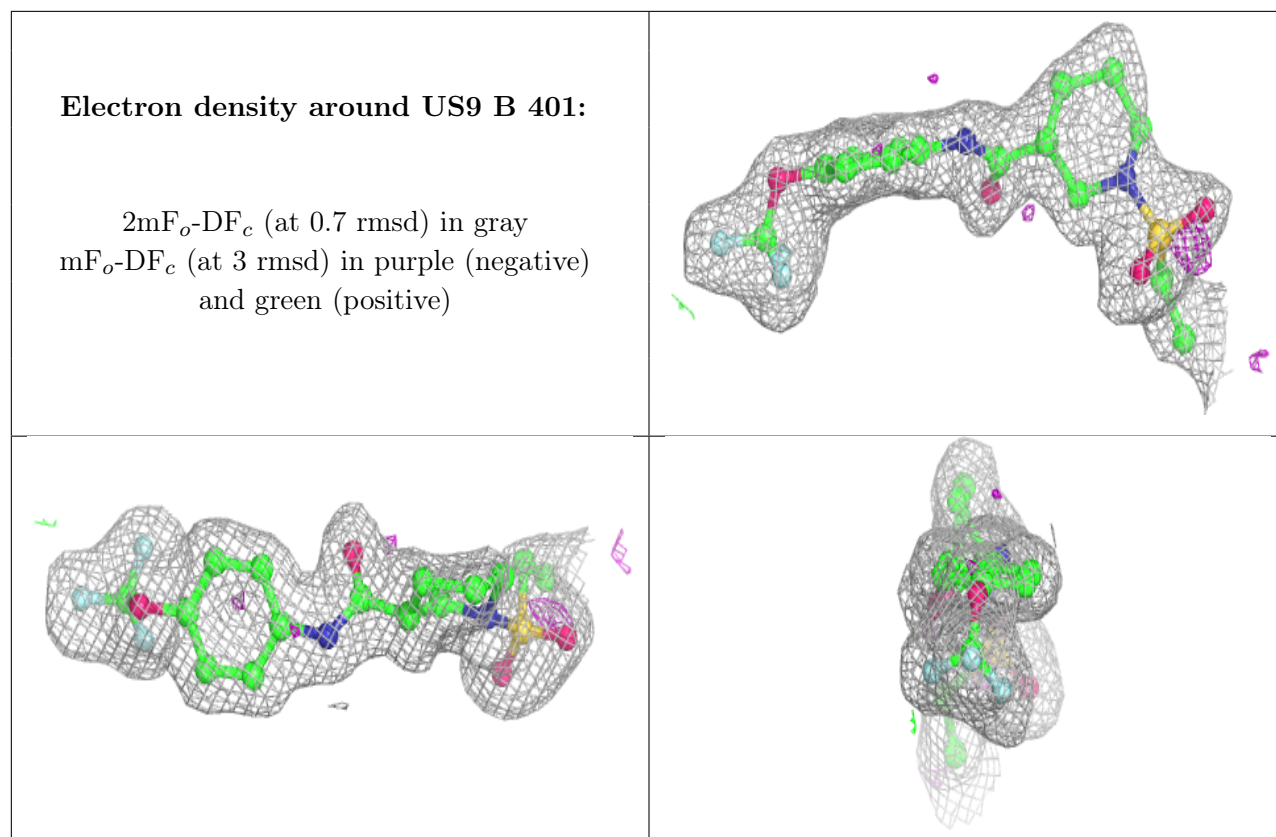 Electron density around US9 B 401:
2mFo-DFc (at 0.7 rmsd) in gray
mFo-DFc (at 3 rmsd) in purple (negative)
and green (positive)